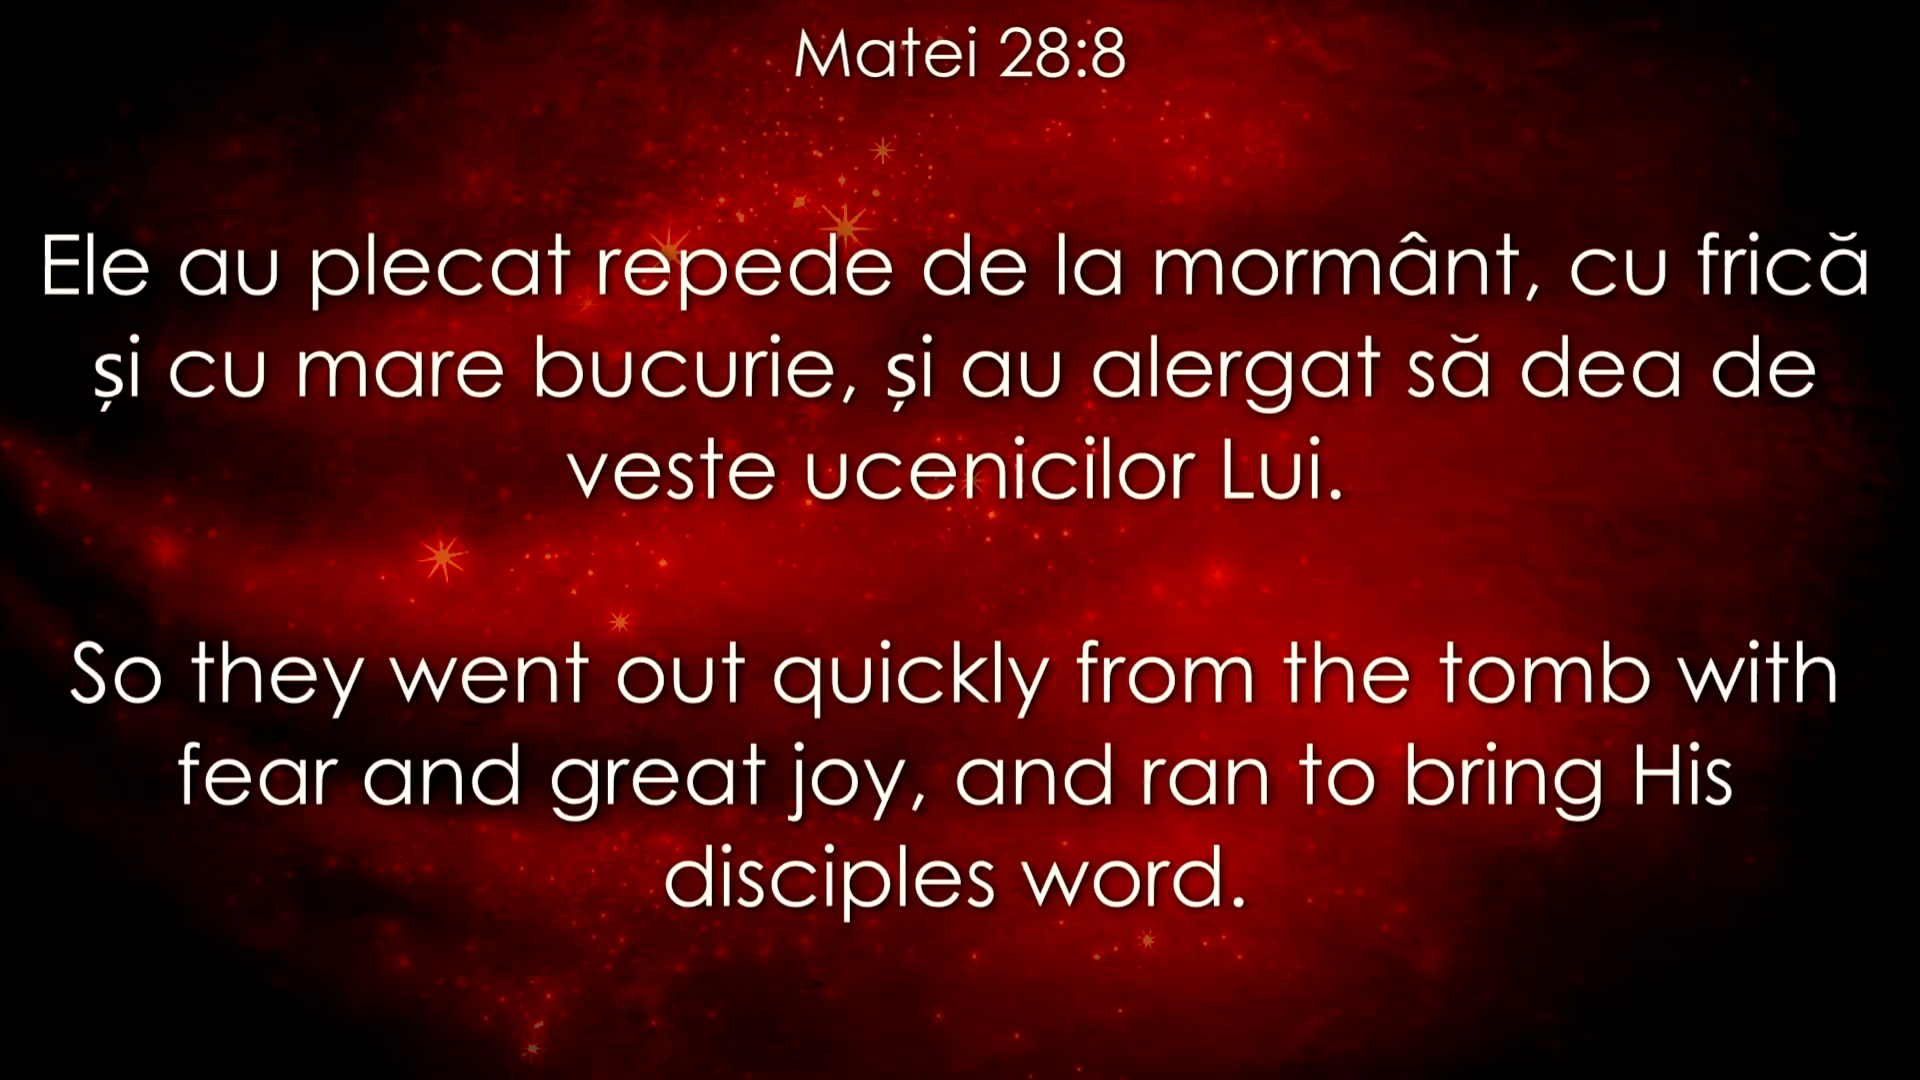 Matei 28:8
Ele au plecat repede de la mormânt, cu frică
și cu mare bucurie, și au alergat să dea de
veste ucenicilor Lui.
So they went out quickly from the tomb with
fear and great joy, and ran to bring His
disciples word.